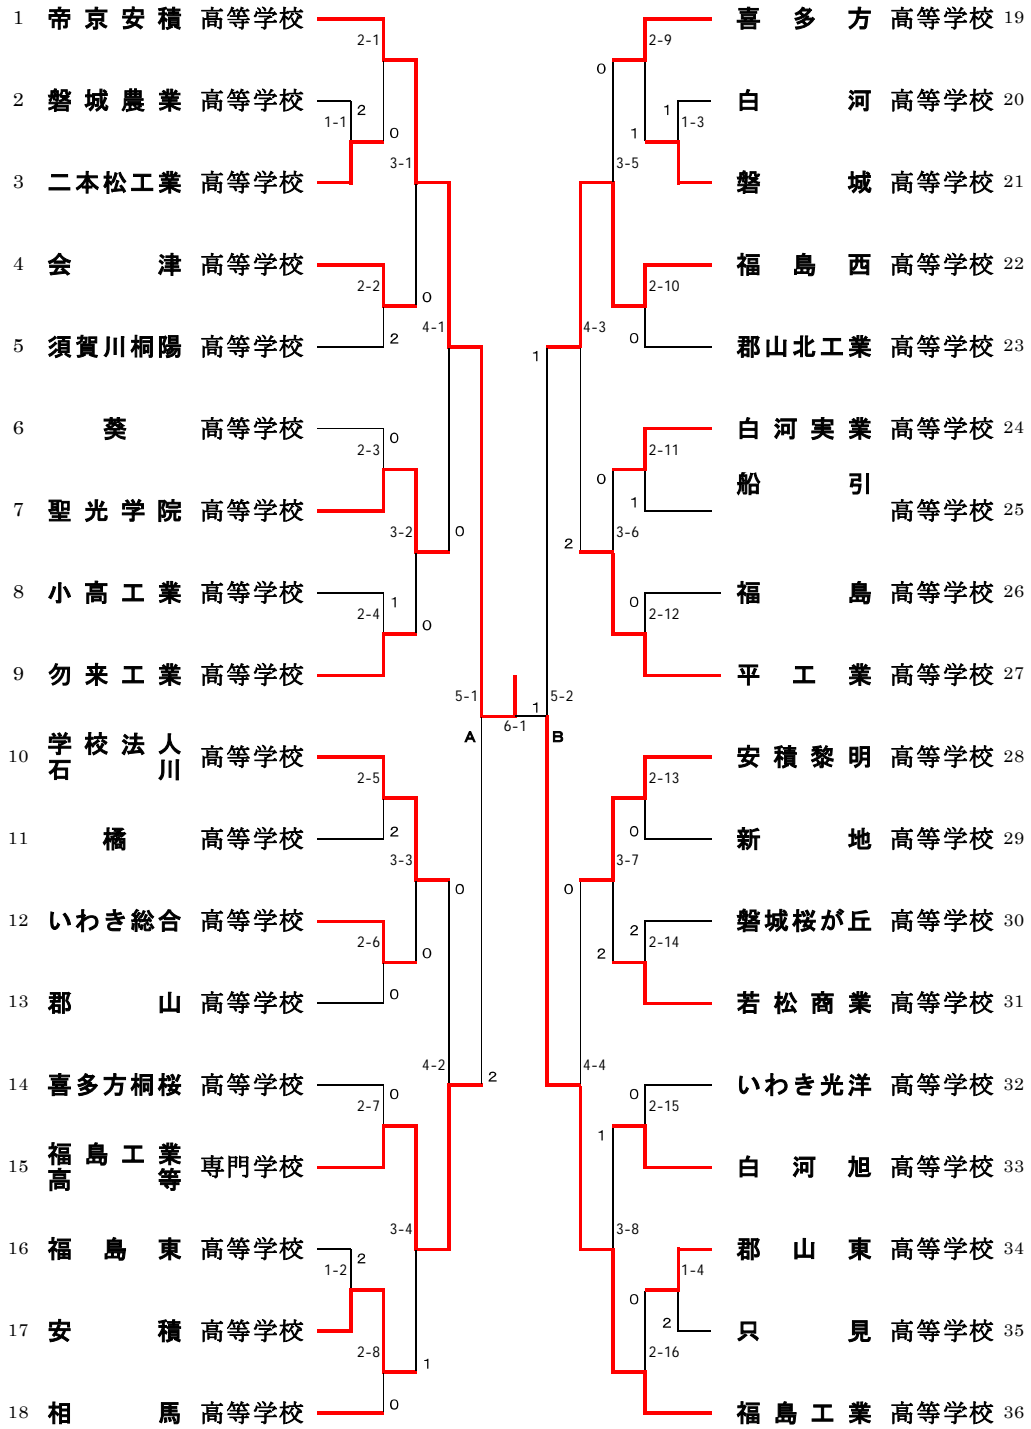 1 帝京安積 高等学校
2 磐城農業 高等学校
3 二本松工業 高等学校
4 会津 高等学校
5 須賀川桐陽 高等学校
6 葵 高等学校
7 聖光学院 高等学校
8 小高工業 高等学校
9 勿来工業 高等学校
10 学校法人 高等学校
石川
11 橘 高等学校
12 いわき総合 高等学校
13 郡山 高等学校
14 喜多方桐桜 高等学校
15 福島工業 専門学校
高等
16 福島東 高等学校
17 安積 高等学校
18 相馬 高等学校
2-1
1-1 2
0
3-1
2-2
0
2
4-1
0
2-3
3-2
0
1
2-4
0
5-1
A
2-5
2
3-3
0
2-6
0
0
4-2
2
0
2-7
3-4
2
1-2
2-8
1
0
6-1
1
喜多方 高等学校 19
白河 高等学校 20
磐城 高等学校 21
福島西 高等学校 22
郡山北工業 高等学校 23
白河実業 高等学校 24
船引
高等学校 25
福島 高等学校 26
平工業 高等学校 27
安積黎明 高等学校 28
新地 高等学校 29
磐城桜が丘 高等学校 30
若松商業 高等学校 31
いわき光洋 高等学校 32
白河旭 高等学校 33
郡山東 高等学校 34
只見 高等学校 35
福島工業 高等学校 36
2-9
0
1
1-3
1
3-5
2-10
4-3
0
1
2-11
0
1
3-6
2
0
2-12
5-2
B
2-13
0
3-7
0
2
2-14
2
4-4
0
2-15
1
3-8
1-4
0
2
2-16